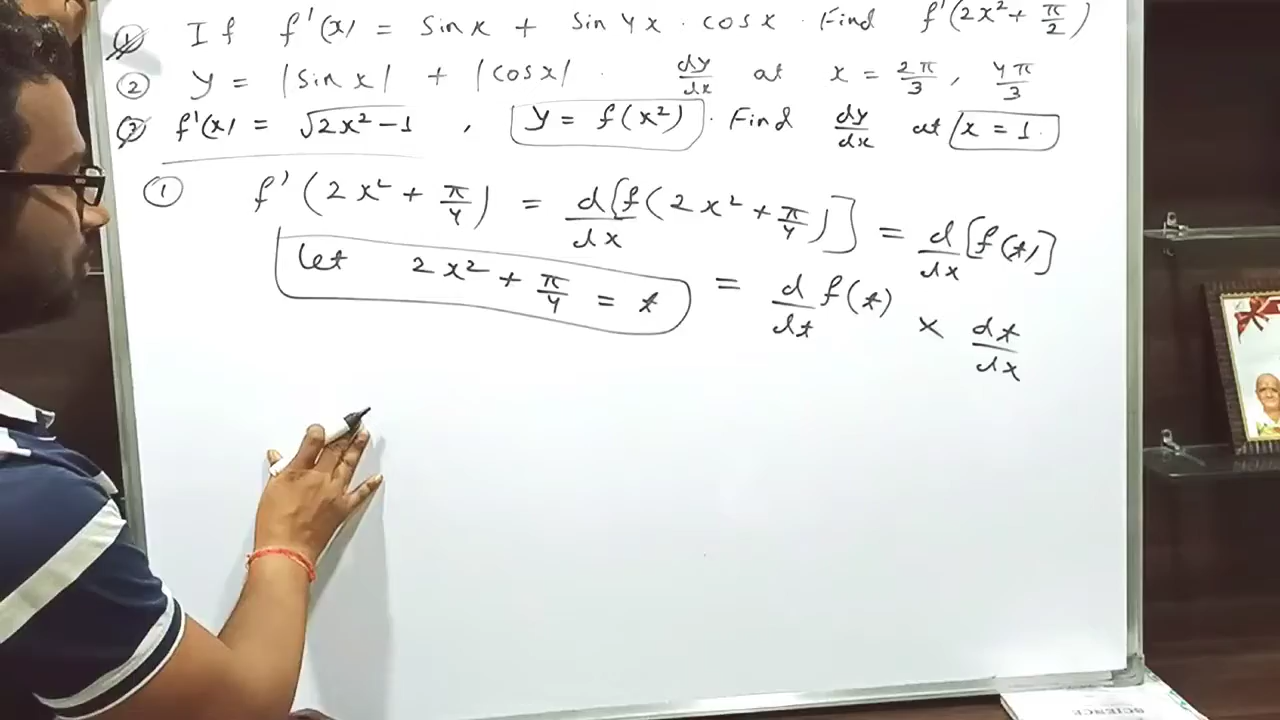 ① If f'(x) = sin x + sin 4x . cos x . Find f'(2x² + π/2)
② y = |sin x| + |cos x| . dy/dx at x = 2π/3 , 4π/3
③ f'(x) = √2x²-1 , y = f(x²) . Find dy/dx at x = 1.
① f'(2x² + π/4) = d/dx [f(2x² + π/4)] = d/dx [f(t)]
Let 2x² + π/4 = t = d/dt f(t) × dt/dx
SCIENCE